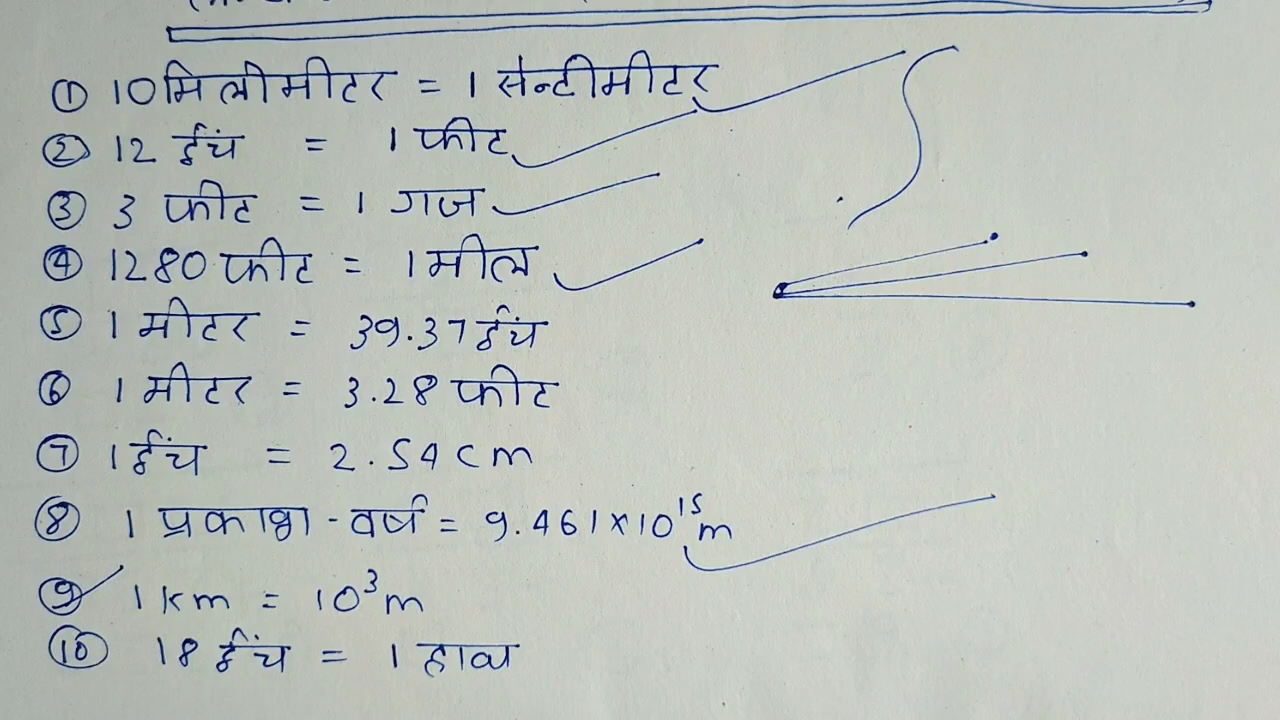 ① 10 मिलीमीटर = 1 सेन्टीमीटर
② 12 ईंच = 1 फीट
③ 3 फीट = 1 गज
④ 1280 फीट = 1 मील
⑤ 1 मीटर = 39.37 ईंच
⑥ 1 मीटर = 3.28 फीट
⑦ 1 ईंच = 2.54 cm
⑧ 1 प्रकाश - वर्ष = 9.461 × 10¹⁵ m
⑨ 1 km = 10³ m
⑩ 18 ईंच = 1 हाथ